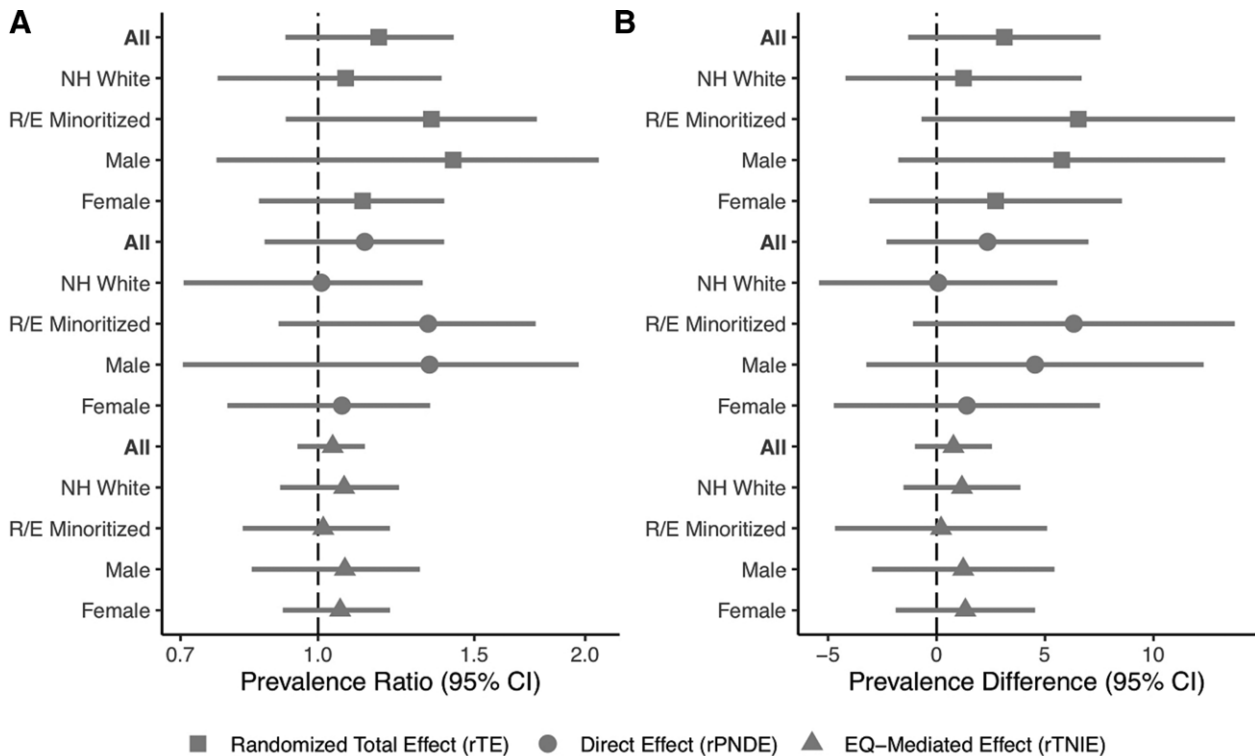 A
All
NH White
R/E Minoritized
Male
Female
All
NH White
R/E Minoritized
Male
Female
All
NH White
R/E Minoritized
Male
Female
0.7 1.0 1.5 2.0
Prevalence Ratio (95% CI)
B
All
NH White
R/E Minoritized
Male
Female
All
NH White
R/E Minoritized
Male
Female
All
NH White
R/E Minoritized
Male
Female
−5 0 5 10
Prevalence Difference (95% CI)
Randomized Total Effect (rTE) Direct Effect (rPNDE) EQ−Mediated Effect (rTNIE)